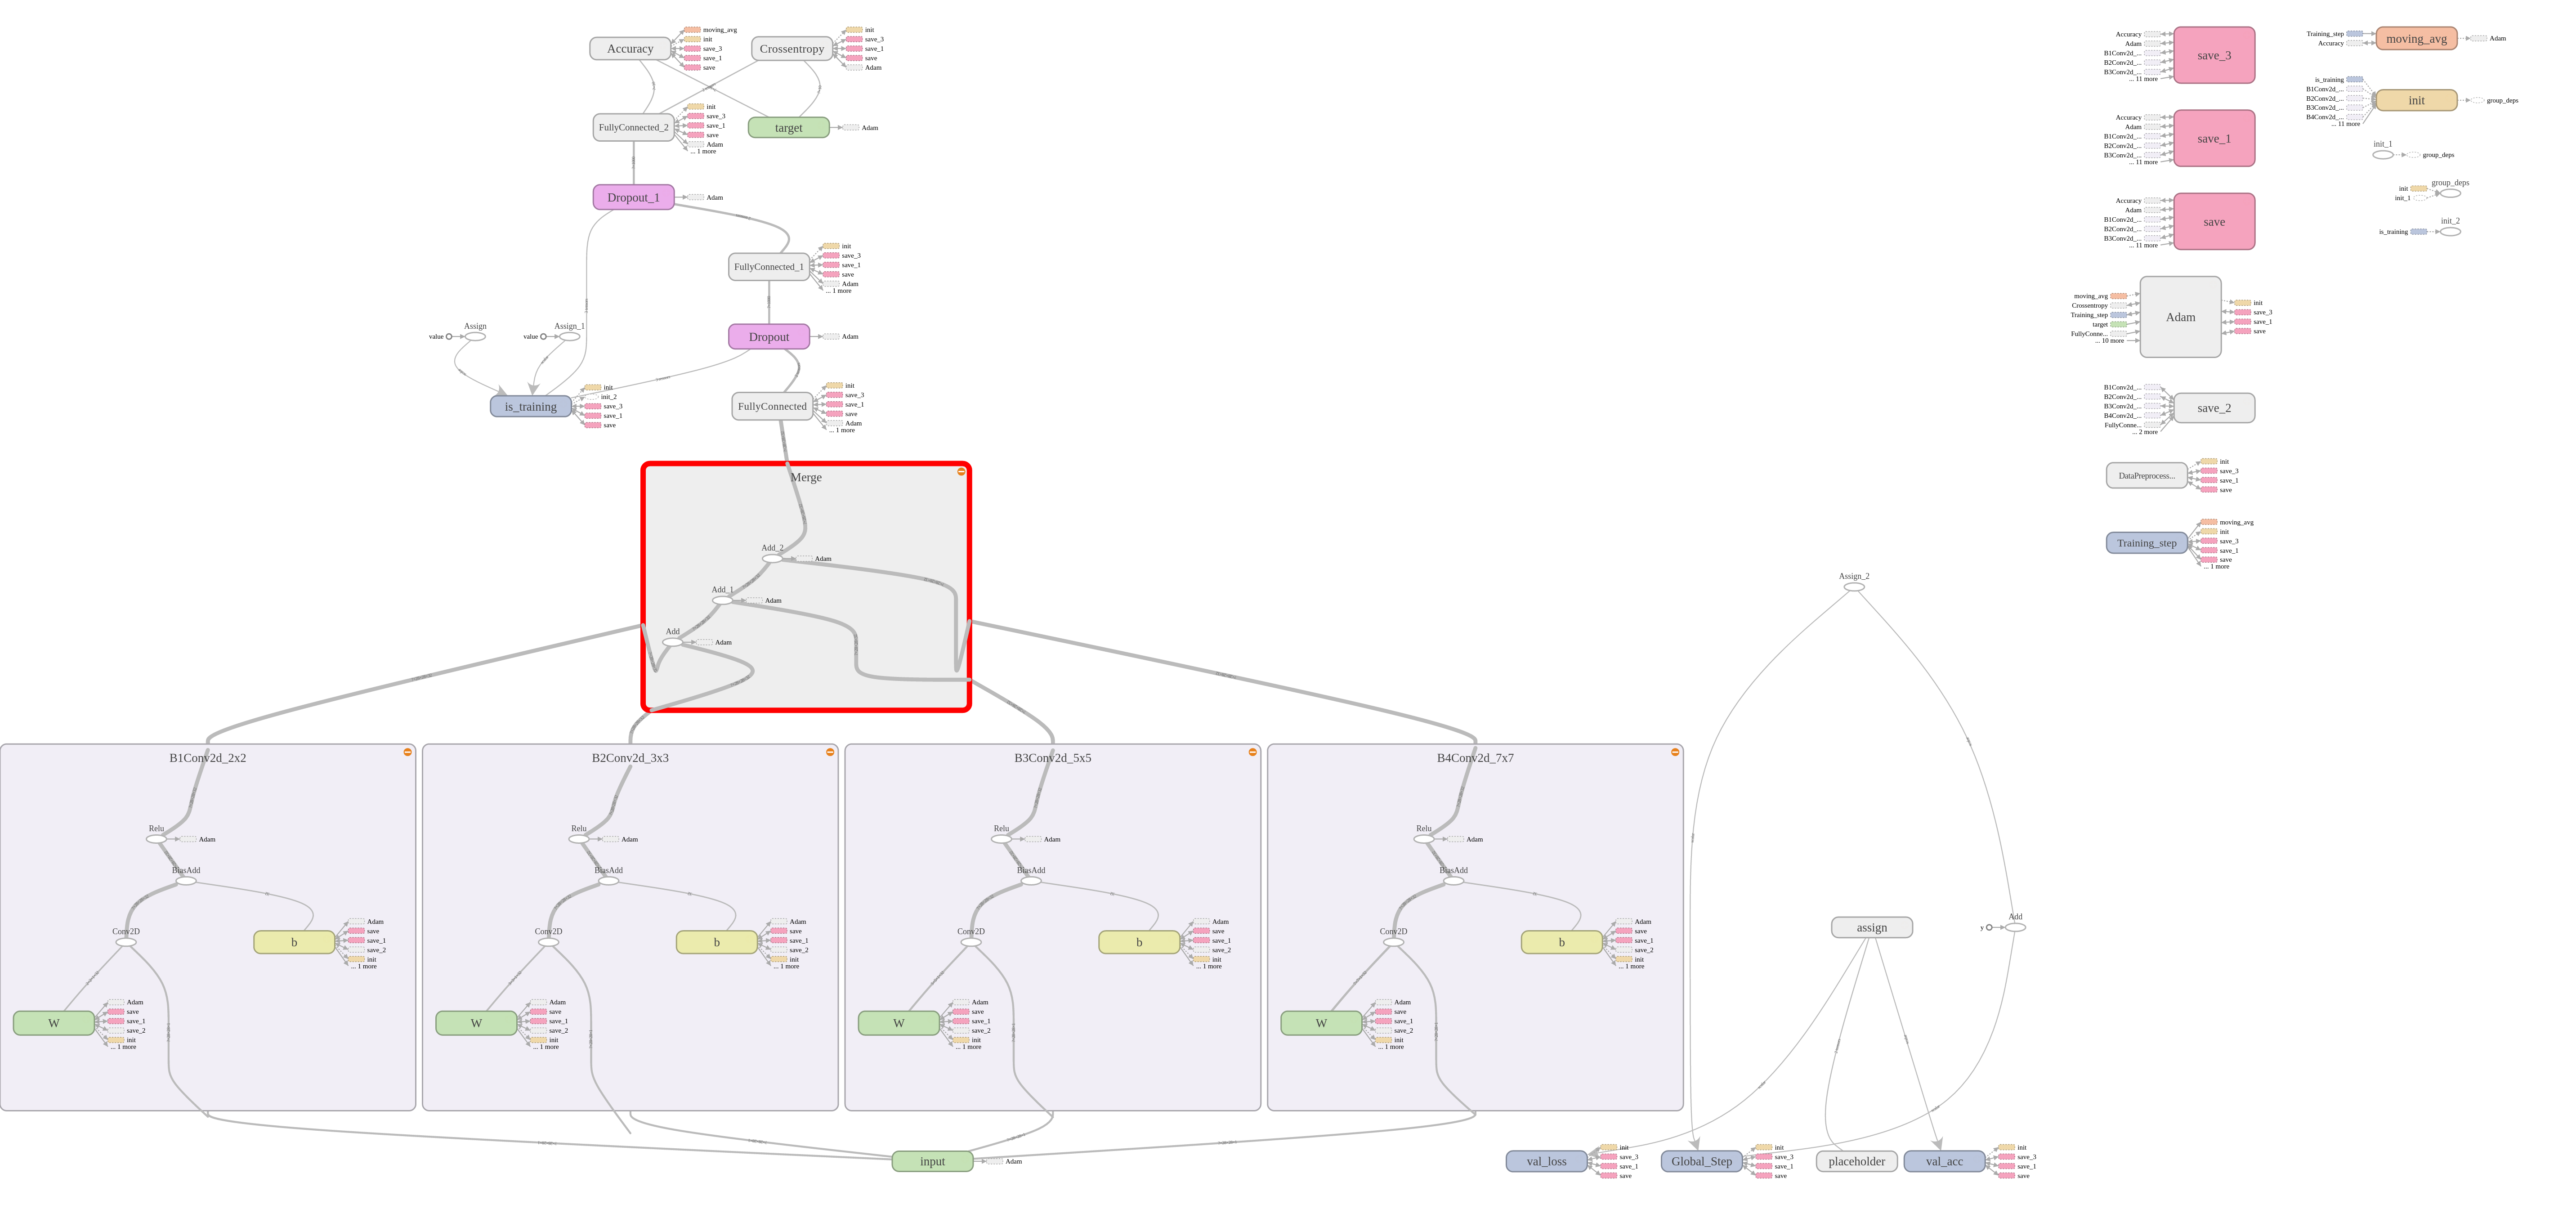 Accuracy
moving_avg
init
save_3
save_1
save
Crossentropy
init
save_3
save_1
save
Adam
FullyConnected_2
init
save_3
save_1
save
Adam
... 1 more
target
Adam
Dropout_1
Adam
FullyConnected_1
init
save_3
save_1
save
Adam
... 1 more
Assign
value
Assign_1
value
Dropout
Adam
is_training
init
init_2
save_3
save_1
save
FullyConnected
init
save_3
save_1
save
Adam
... 1 more
Merge
Add_2
Adam
Add_1
Adam
Add
Adam
B1Conv2d_2x2
Relu
Adam
BiasAdd
Conv2D
b
Adam
save
save_1
save_2
init
... 1 more
W
Adam
save
save_1
save_2
init
... 1 more
B2Conv2d_3x3
Relu
Adam
BiasAdd
Conv2D
b
Adam
save
save_1
save_2
init
... 1 more
W
Adam
save
save_1
save_2
init
... 1 more
B3Conv2d_5x5
Relu
Adam
BiasAdd
Conv2D
b
Adam
save
save_1
save_2
init
... 1 more
W
Adam
save
save_1
save_2
init
... 1 more
B4Conv2d_7x7
Relu
Adam
BiasAdd
Conv2D
b
Adam
save
save_1
save_2
init
... 1 more
W
Adam
save
save_1
save_2
init
... 1 more
input
Adam
Assign_2
assign
Add
y
val_loss
init
save_3
save_1
save
Global_Step
init
save_3
save_1
save
placeholder
val_acc
init
save_3
save_1
save
Accuracy
Adam
B1Conv2d_...
B2Conv2d_...
B3Conv2d_...
... 11 more
save_3
Accuracy
Adam
B1Conv2d_...
B2Conv2d_...
B3Conv2d_...
... 11 more
save_1
Accuracy
Adam
B1Conv2d_...
B2Conv2d_...
B3Conv2d_...
... 11 more
save
moving_avg
Crossentropy
Training_step
target
FullyConne...
... 10 more
Adam
init
save_3
save_1
save
B1Conv2d_...
B2Conv2d_...
B3Conv2d_...
B4Conv2d_...
FullyConne...
... 2 more
save_2
DataPreprocess...
init
save_3
save_1
save
Training_step
moving_avg
init
save_3
save_1
save
... 1 more
Training_step
Accuracy
moving_avg
Adam
is_training
B1Conv2d_...
B2Conv2d_...
B3Conv2d_...
B4Conv2d_...
... 11 more
init
group_deps
init_1
group_deps
group_deps
init
init_1
init_2
is_training